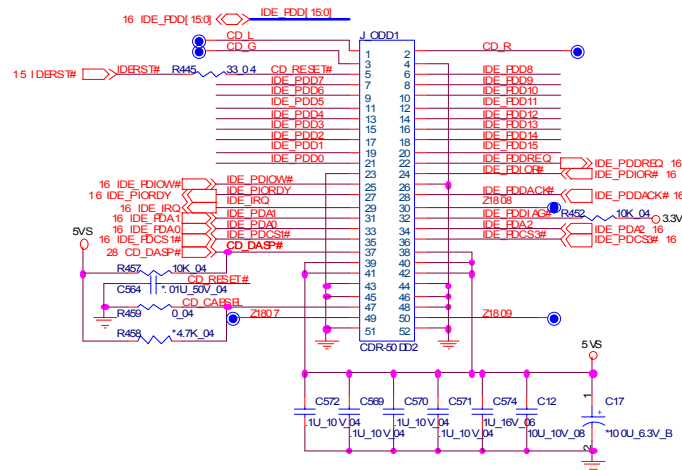 16 IDE_PDD[15:0] IDE_PDD[15:0]
J_ODD1
CD_L 1 2 CD_R
CD_G 3 4
15 IDERST# IDERST# R445 33_04 CD_RESET# 5 6 IDE_PDD8
IDE_PDD7 7 8 IDE_PDD9
IDE_PDD6 9 10 IDE_PDD10
IDE_PDD5 11 12 IDE_PDD11
IDE_PDD4 13 14 IDE_PDD12
IDE_PDD3 15 16 IDE_PDD13
IDE_PDD2 17 18 IDE_PDD14
IDE_PDD1 19 20 IDE_PDD15
IDE_PDD0 21 22 IDE_PDDREQ IDE_PDDREQ 16
23 24 IDE_PDIOR# IDE_PDIOR# 16
16 IDE_PDIOW# IDE_PDIOW# 25 26
16 IDE_PIORDY IDE_PIORDY 27 28 IDE_PDDACK# IDE_PDDACK# 16
16 IDE_IRQ IDE_IRQ 29 30 Z1808
16 IDE_PDA1 IDE_PDA1 31 32 IDE_PDDIAG# R452 10K_04 3.3V
16 IDE_PDA0 IDE_PDA0 33 34 IDE_PDA2 IDE_PDA2 16
16 IDE_PDCS1# IDE_PDCS1# 35 36 IDE_PDCS3# IDE_PDCS3# 16
5VS
28 CD_DASP# CD_DASP# 37 38
39 40
R457 10K_04 41 42
CD_RESET#
C564 *.01U_50V_04 43 44
CD_CABSEL 45 46
R459 0_04 47 48
Z1807 49 50 Z1809
R458 *4.7K_04 51 52
CDR-50DD2
5VS
C572 C569 C570 C571 C574 C12 C17
1
+
.1U_10V_04 .1U_10V_04 .1U_10V_04 .1U_10V_04 1U_16V_06 10U_10V_08 *100U_6.3V_B
2